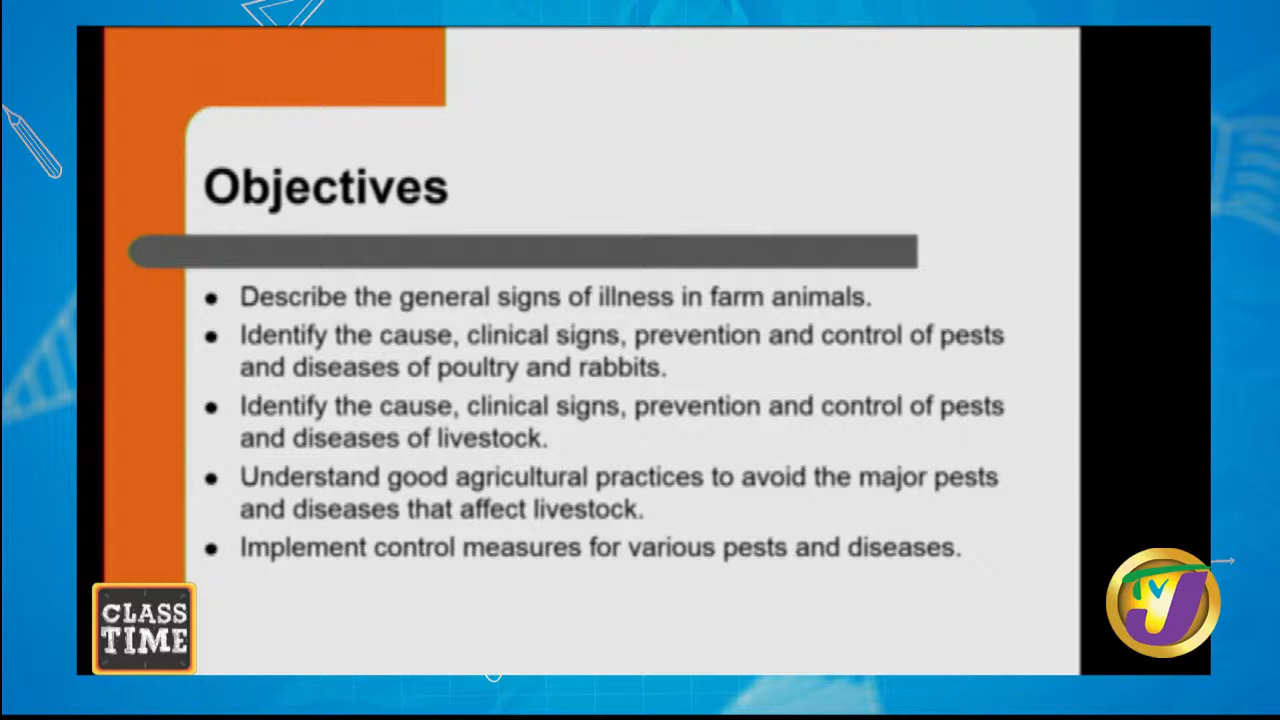 Objectives
● Describe the general signs of illness in farm animals.
● Identify the cause, clinical signs, prevention and control of pests
and diseases of poultry and rabbits.
● Identify the cause, clinical signs, prevention and control of pests
and diseases of livestock.
● Understand good agricultural practices to avoid the major pests
and diseases that affect livestock.
● Implement control measures for various pests and diseases.
CLASS
TIME
TVJ